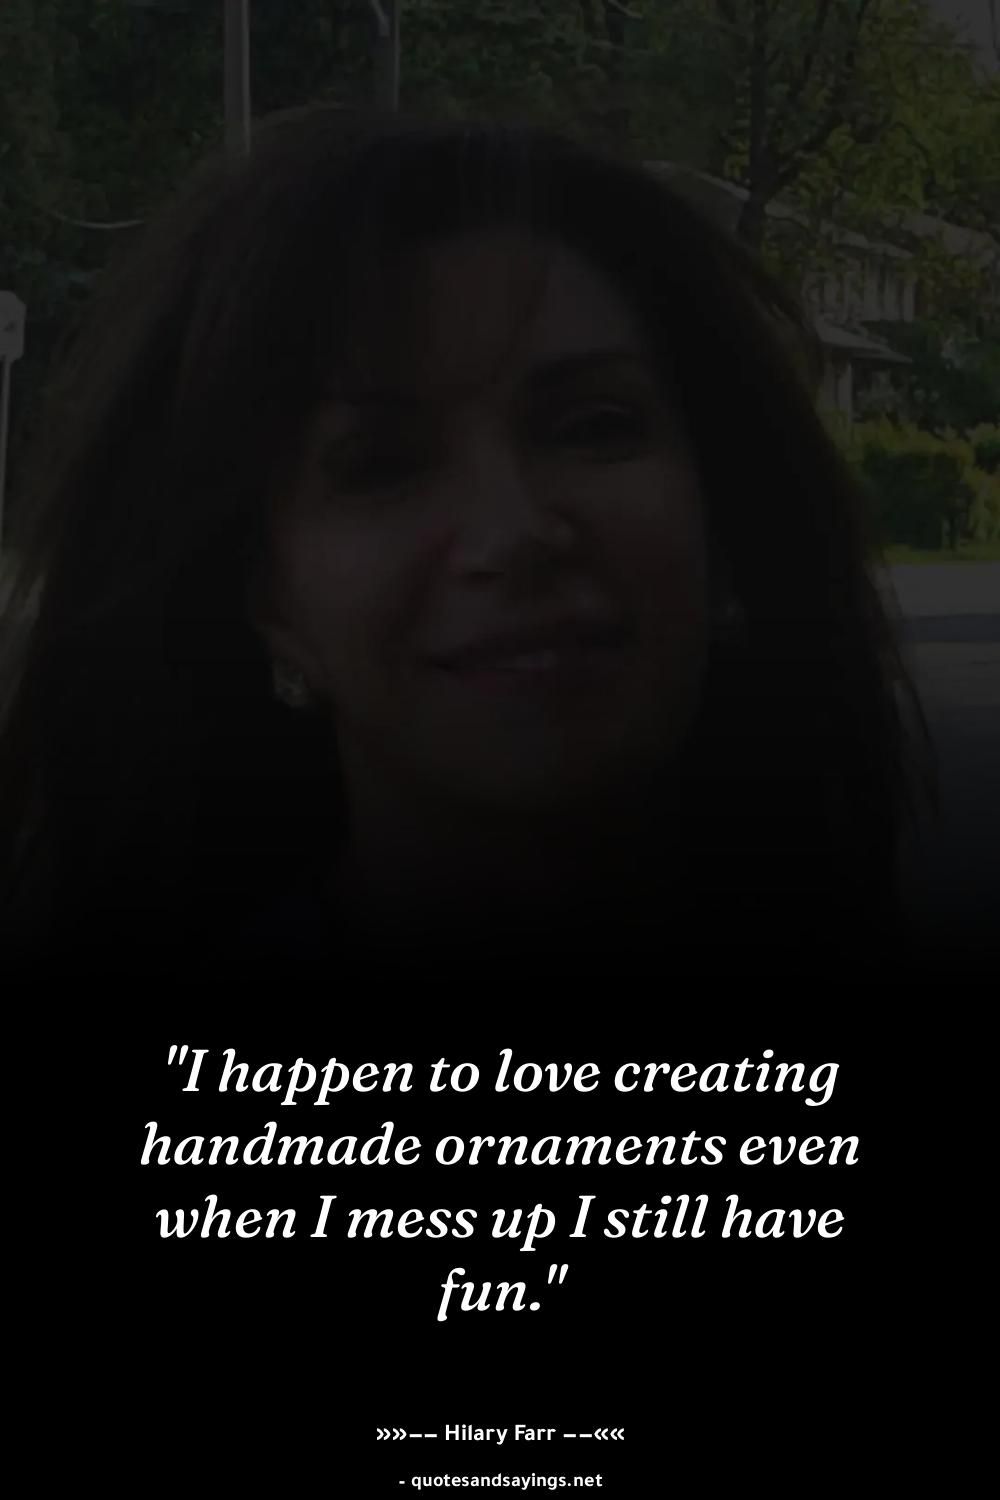 "I happen to love creating
handmade ornaments even
when I mess up I still have
fun."
»»−− Hilary Farr −−««
- quotesandsayings.net